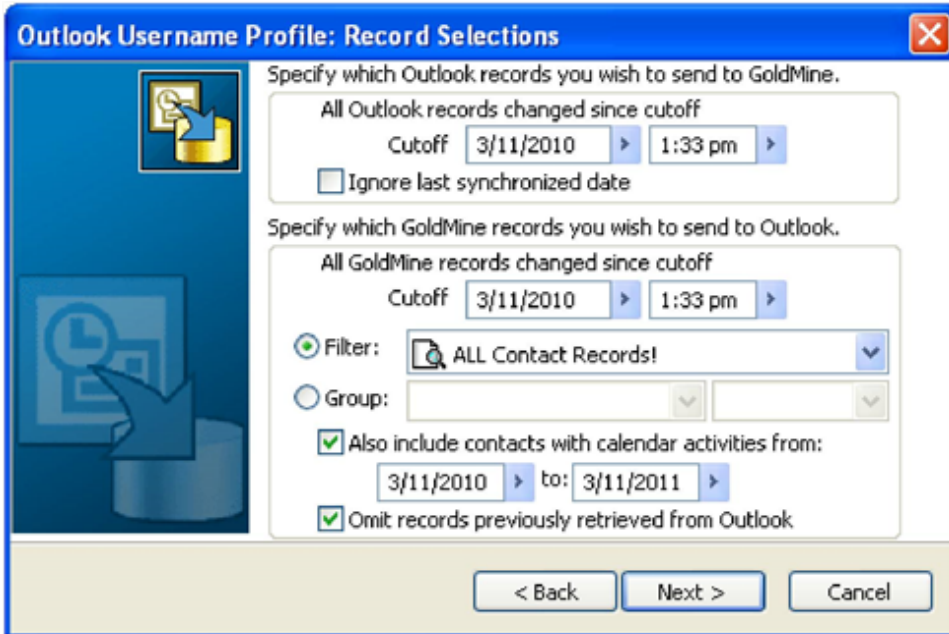 Outlook Username Profile: Record Selections
Specify which Outlook records you wish to send to GoldMine.
All Outlook records changed since cutoff
Cutoff 3/11/2010 1:33 pm
Ignore last synchronized date
Specify which GoldMine records you wish to send to Outlook.
All GoldMine records changed since cutoff
Cutoff 3/11/2010 1:33 pm
Filter: ALL Contact Records!
Group:
Also include contacts with calendar activities from:
3/11/2010 to: 3/11/2011
Omit records previously retrieved from Outlook
< Back Next > Cancel